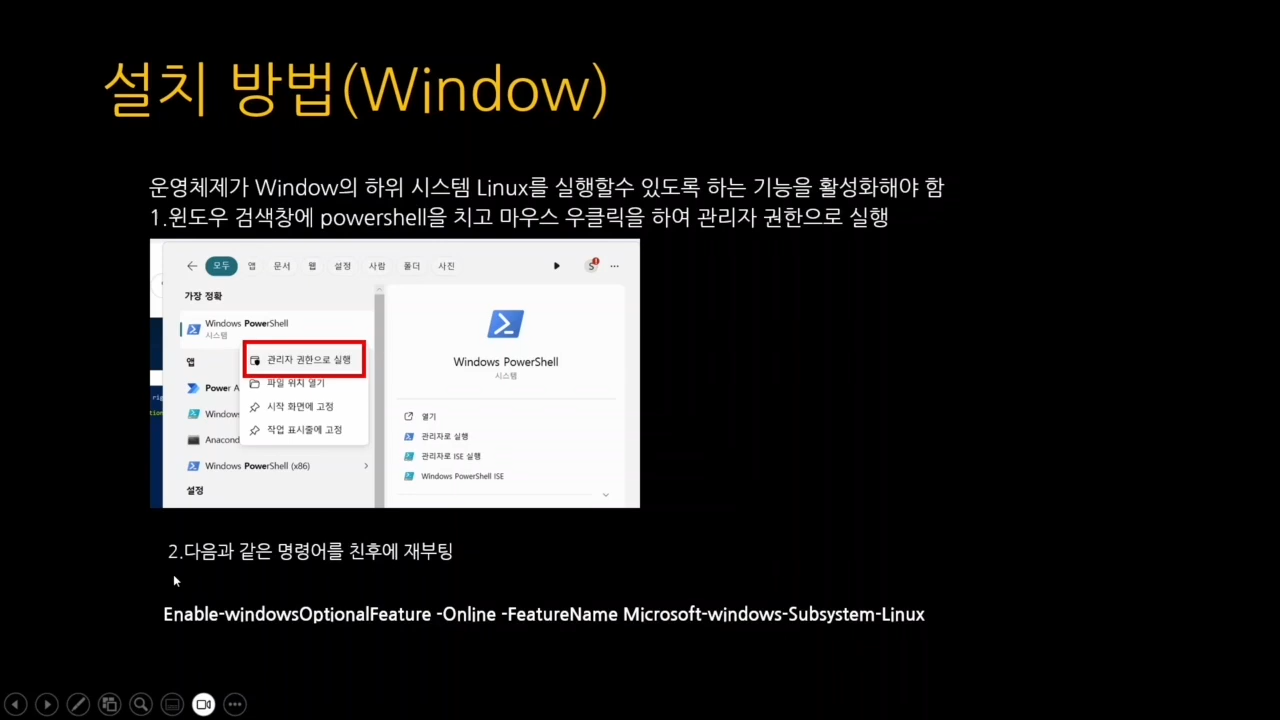 설치 방법(Window)
운영체제가 Window의 하위 시스템 Linux를 실행할수 있도록 하는 기능을 활성화해야 함
1.윈도우 검색창에 powershell을 치고 마우스 우클릭을 하여 관리자 권한으로 실행
모두 앱 문서 웹 설정 사람 폴더 사진 S 1
가장 정확
Windows PowerShell
시스템
앱
관리자 권한으로 실행
파일 위치 열기
Power A
시작 화면에 고정
Window
작업 표시줄에 고정
Anacond
Windows PowerShell (x86)
설정
Windows PowerShell
시스템
열기
관리자로 실행
관리자로 ISE 실행
Windows PowerShell ISE
2.다음과 같은 명령어를 친후에 재부팅
Enable-windowsOptionalFeature -Online -FeatureName Microsoft-windows-Subsystem-Linux